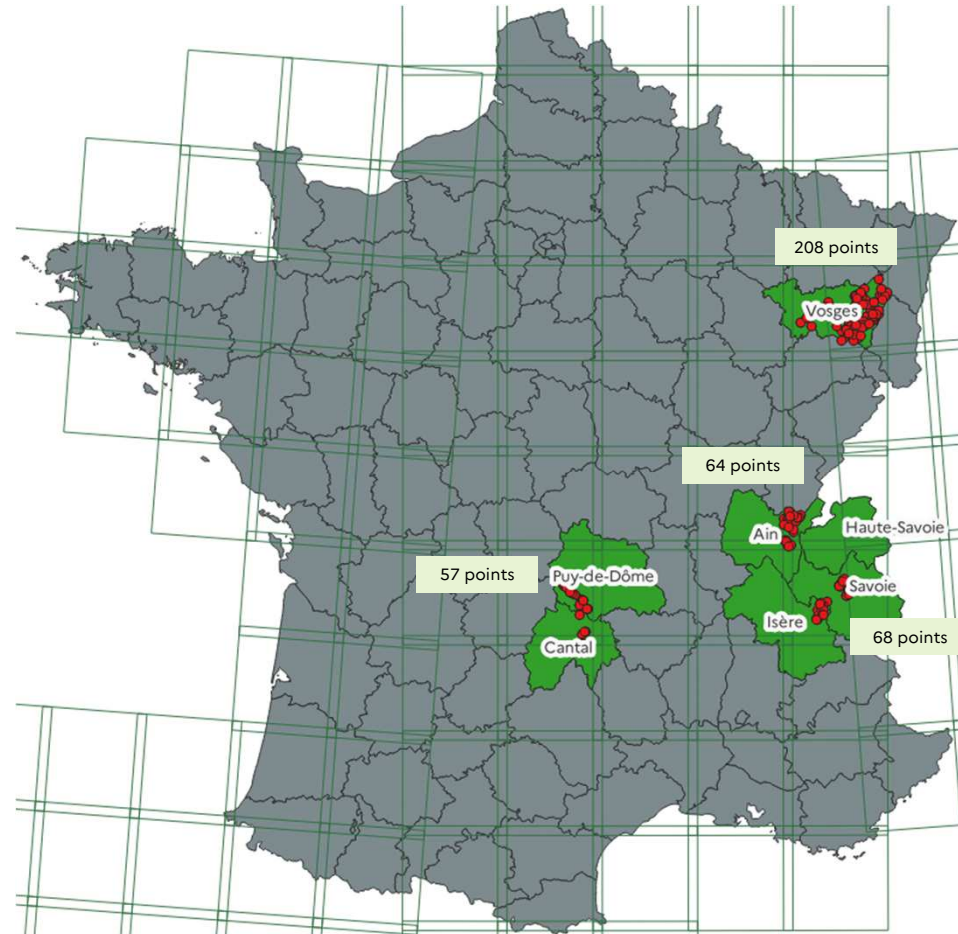 208 points
Vosges
64 points
Ain
Haute-Savoie
57 points
Puy-de-Dôme
Savoie
Isère
68 points
Cantal